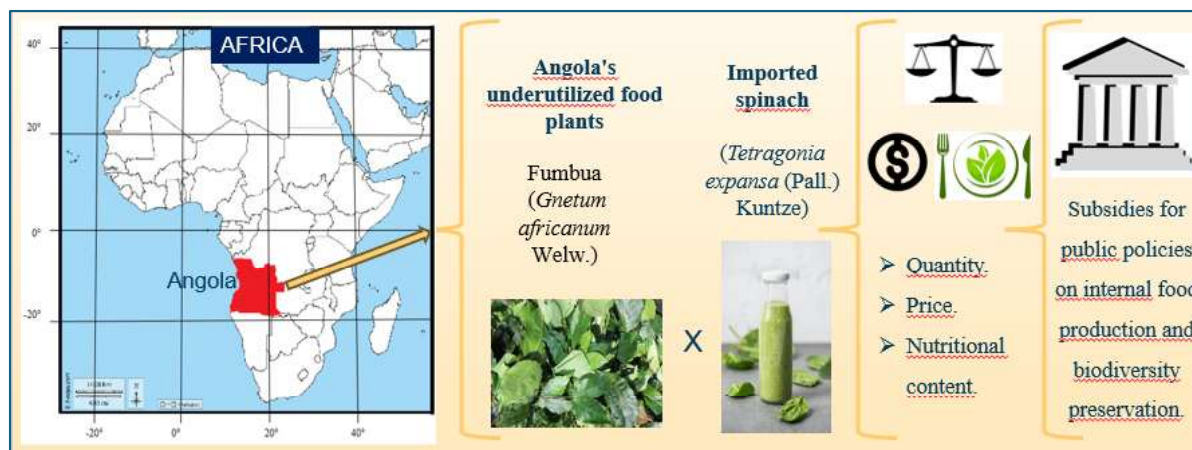 AFRICA
40°
20°
0°
-20°
Angola
-20°
0°
20°
40°
Angola's
underutilized food
plants
Fumbua
(Gnetum
africanum
Welw.)
X
Imported
spinach
(Tetragonia
expansa (Pall.)
Kuntze)
$
➢ Quantity.
➢ Price.
➢ Nutritional
content.
Subsidies for
public policies
on internal food
production and
biodiversity
preservation.